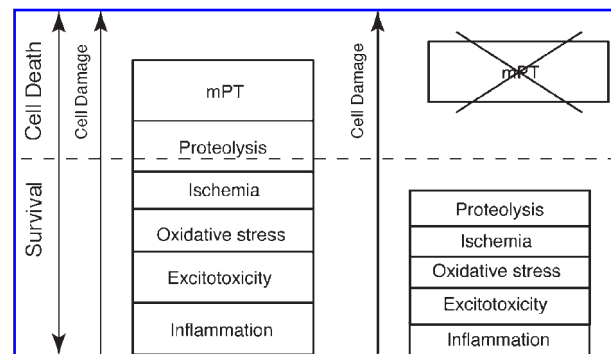 Cell Death
Survival
Cell Damage
mPT
Proteolysis
Ischemia
Oxidative stress
Excitotoxicity
Inflammation
Cell Damage
mPT
Proteolysis
Ischemia
Oxidative stress
Excitotoxicity
Inflammation